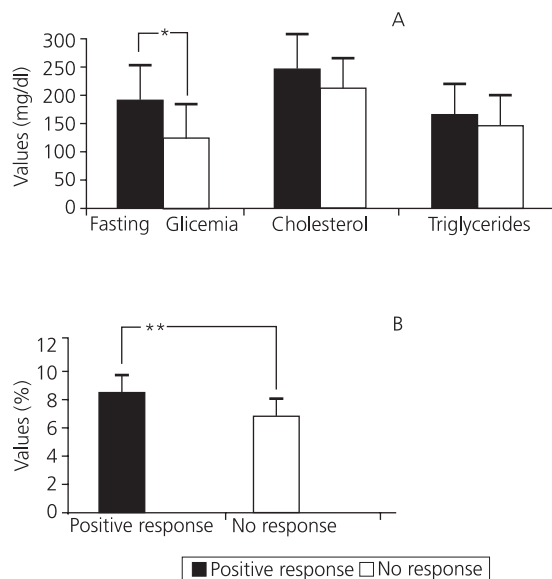 A
Values (mg/dl)
300
250
200
150
100
50
0
*
Fasting Glicemia Cholesterol Triglycerides
B
Values (%)
12
10
8
6
4
2
0
**
Positive response No response
Positive response No response